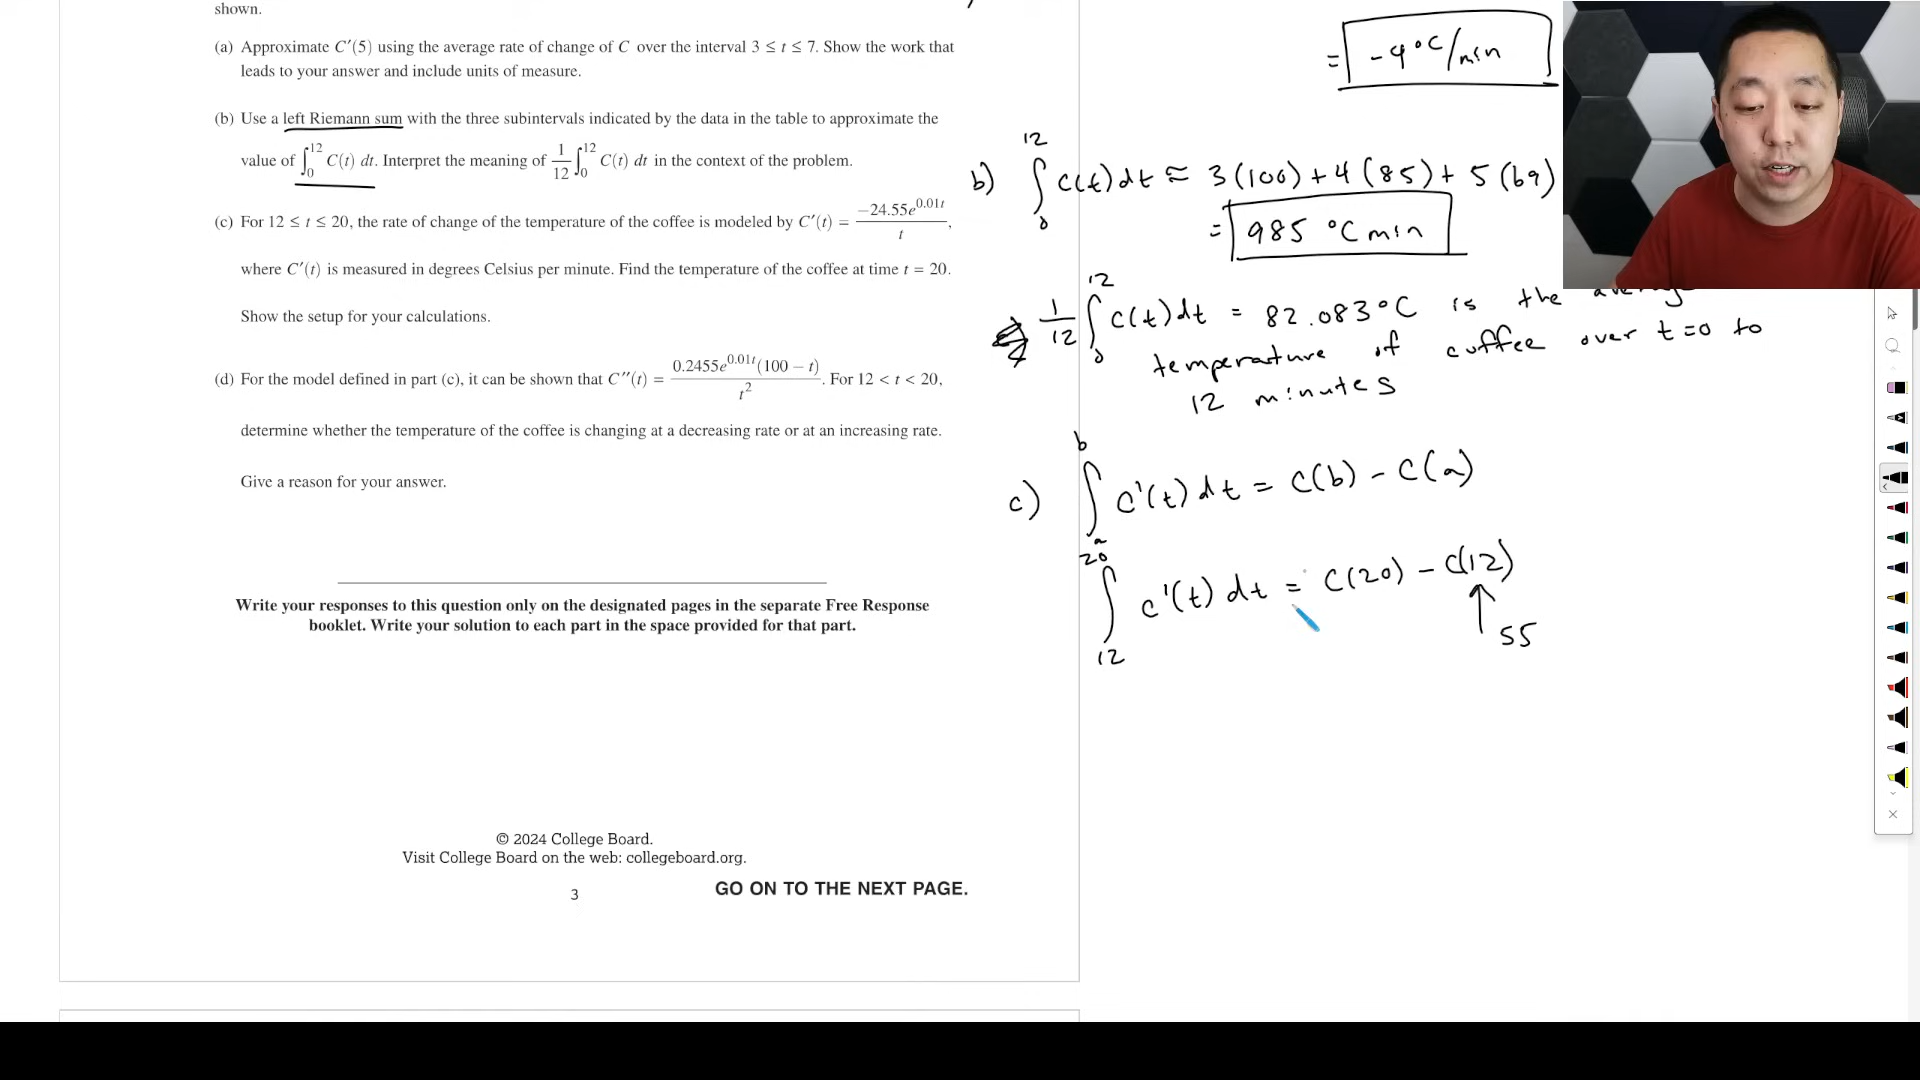 shown.
(a) Approximate C′(5) using the average rate of change of C over the interval 3 ≤ t ≤ 7. Show the work that
leads to your answer and include units of measure.
(b) Use a left Riemann sum with the three subintervals indicated by the data in the table to approximate the
value of ∫₀¹² C(t) dt. Interpret the meaning of 1/12 ∫₀¹² C(t) dt in the context of the problem.
(c) For 12 ≤ t ≤ 20, the rate of change of the temperature of the coffee is modeled by C′(t) = −24.55e^0.01t / t,
where C′(t) is measured in degrees Celsius per minute. Find the temperature of the coffee at time t = 20.
Show the setup for your calculations.
(d) For the model defined in part (c), it can be shown that C″(t) = 0.2455e^0.01t(100 − t) / t². For 12 < t < 20,
determine whether the temperature of the coffee is changing at a decreasing rate or at an increasing rate.
Give a reason for your answer.
Write your responses to this question only on the designated pages in the separate Free Response
booklet. Write your solution to each part in the space provided for that part.
© 2024 College Board.
Visit College Board on the web: collegeboard.org.
3
GO ON TO THE NEXT PAGE.
= -4°C/min
b) ∫₀¹² C(t)dt ≈ 3(100)+4(85)+5(69)
= 985 °C min
1/12 ∫₀¹² C(t)dt = 82.083°C is the average
temperature of coffee over t=0 to
12 minutes
c) ∫ₐᵇ C'(t)dt = C(b) - C(a)
∫₁₂²⁰ C'(t) dt = C(20) - C(12)
55